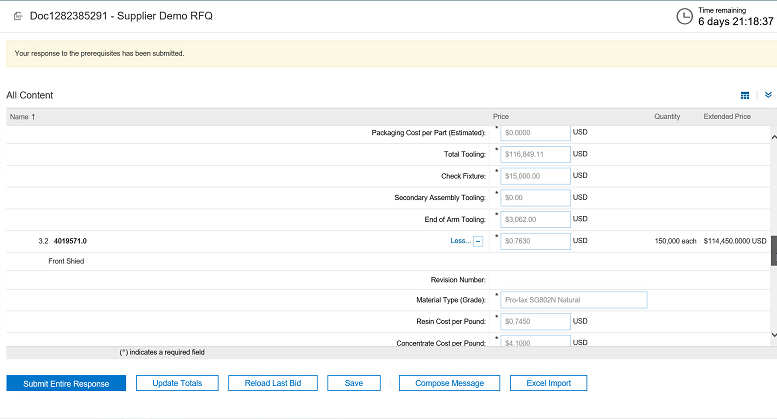 Doc1282385291 - Supplier Demo RFQ
Time remaining
6 days 21:18:37
Your response to the prerequisites has been submitted.
All Content
Name ↑ Price Quantity Extended Price
Packaging Cost per Part (Estimated): * $0.0000 USD
Total Tooling: * $116,849.11 USD
Check Fixture: * $15,000.00 USD
Secondary Assembly Tooling: * $0.00 USD
End of Arm Tooling: * $3,062.00 USD
3.2 4019571.0 Less... − * $0.7630 USD 150,000 each $114,450.0000 USD
Front Shied
Revision Number:
Material Type (Grade): * Pro-fax SG802N Natural
Resin Cost per Pound: * $0.7450 USD
Concentrate Cost per Pound: * $4.1000 USD
(*) indicates a required field
Submit Entire Response Update Totals Reload Last Bid Save Compose Message Excel Import